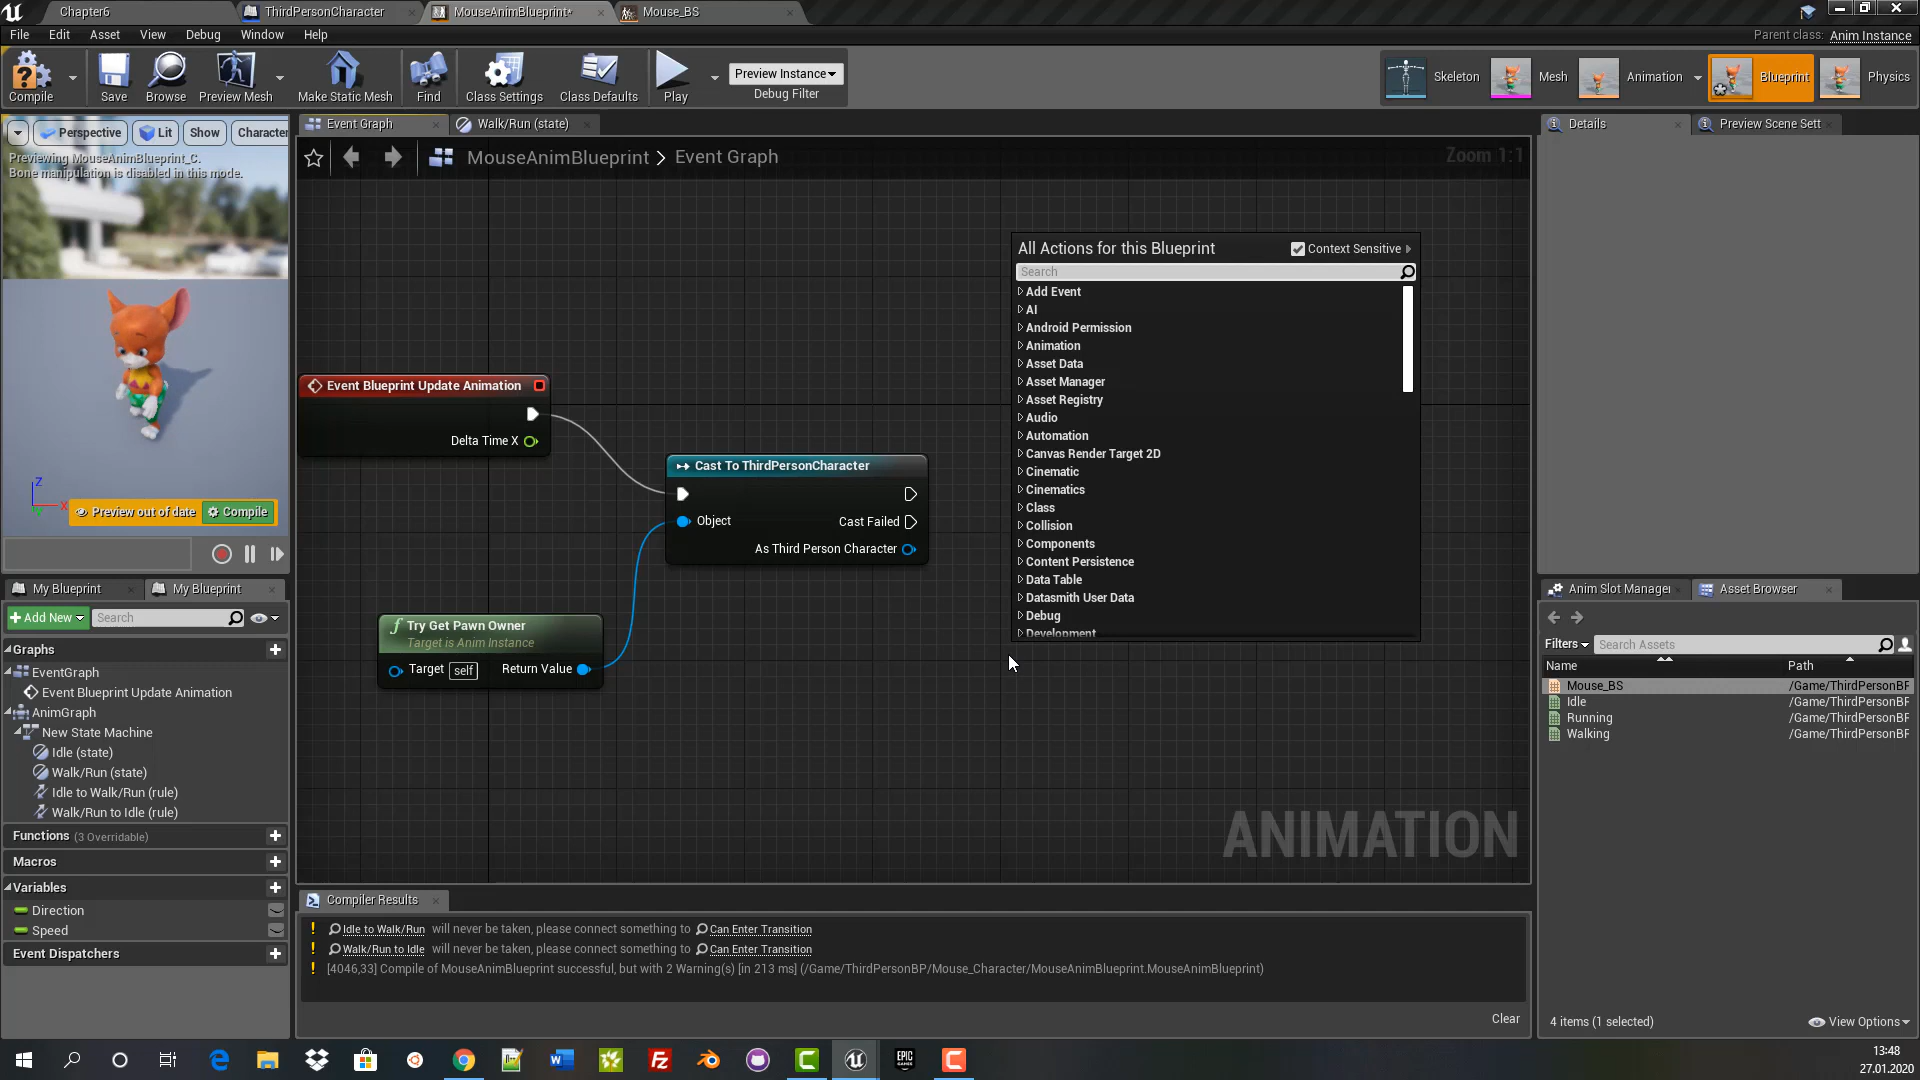 Chapter6
ThirdPersonCharacter
MouseAnimBlueprint*
Mouse_BS
File Edit Asset View Debug Window Help
Parent class: Anim Instance
Compile
Save
Browse
Preview Mesh
Make Static Mesh
Find
Class Settings
Class Defaults
Play
Preview Instance
Debug Filter
Skeleton
Mesh
Animation
Blueprint
Physics
Perspective Lit Show Character
Previewing MouseAnimBlueprint_C.
Bone manipulation is disabled in this mode.
Z
X
Preview out of date Compile
Event Graph
Walk/Run (state)
MouseAnimBlueprint > Event Graph
Zoom 1:1
Event Blueprint Update Animation
Delta Time X
Cast To ThirdPersonCharacter
Object
Cast Failed
As Third Person Character
Try Get Pawn Owner
Target is Anim Instance
Target self Return Value
All Actions for this Blueprint
Context Sensitive
Search
Add Event
AI
Android Permission
Animation
Asset Data
Asset Manager
Asset Registry
Audio
Automation
Canvas Render Target 2D
Cinematic
Cinematics
Class
Collision
Components
Content Persistence
Data Table
Datasmith User Data
Debug
Development
ANIMATION
My Blueprint
My Blueprint
+Add New Search
Graphs
EventGraph
Event Blueprint Update Animation
AnimGraph
New State Machine
Idle (state)
Walk/Run (state)
Idle to Walk/Run (rule)
Walk/Run to Idle (rule)
Functions (3 Overridable)
Macros
Variables
Direction
Speed
Event Dispatchers
Compiler Results
Idle to Walk/Run will never be taken, please connect something to Can Enter Transition
Walk/Run to Idle will never be taken, please connect something to Can Enter Transition
[4046,33] Compile of MouseAnimBlueprint successful, but with 2 Warning(s) [in 213 ms] (/Game/ThirdPersonBP/Mouse_Character/MouseAnimBlueprint.MouseAnimBlueprint)
Clear
Details
Preview Scene Sett
Anim Slot Manager
Asset Browser
Filters Search Assets
Name Path
Mouse_BS /Game/ThirdPersonBP
Idle /Game/ThirdPersonBP
Running /Game/ThirdPersonBP
Walking /Game/ThirdPersonBP
4 items (1 selected)
View Options
EPIC
GAMES
13:48
27.01.2020